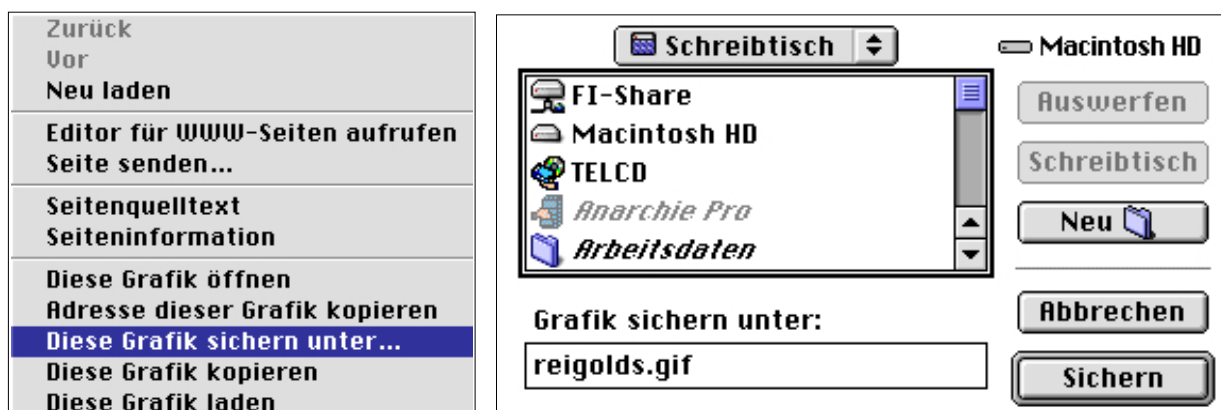 Zurück
Vor
Neu laden
Editor für WWW-Seiten aufrufen
Seite senden...
Seitenquelltext
Seiteninformation
Diese Grafik öffnen
Adresse dieser Grafik kopieren
Diese Grafik sichern unter...
Diese Grafik kopieren
Diese Grafik laden
Schreibtisch
Macintosh HD
FI-Share
Macintosh HD
TELCD
Anarchie Pro
Arbeitsdaten
Auswerfen
Schreibtisch
Neu
Grafik sichern unter:
reigolds.gif
Abbrechen
Sichern